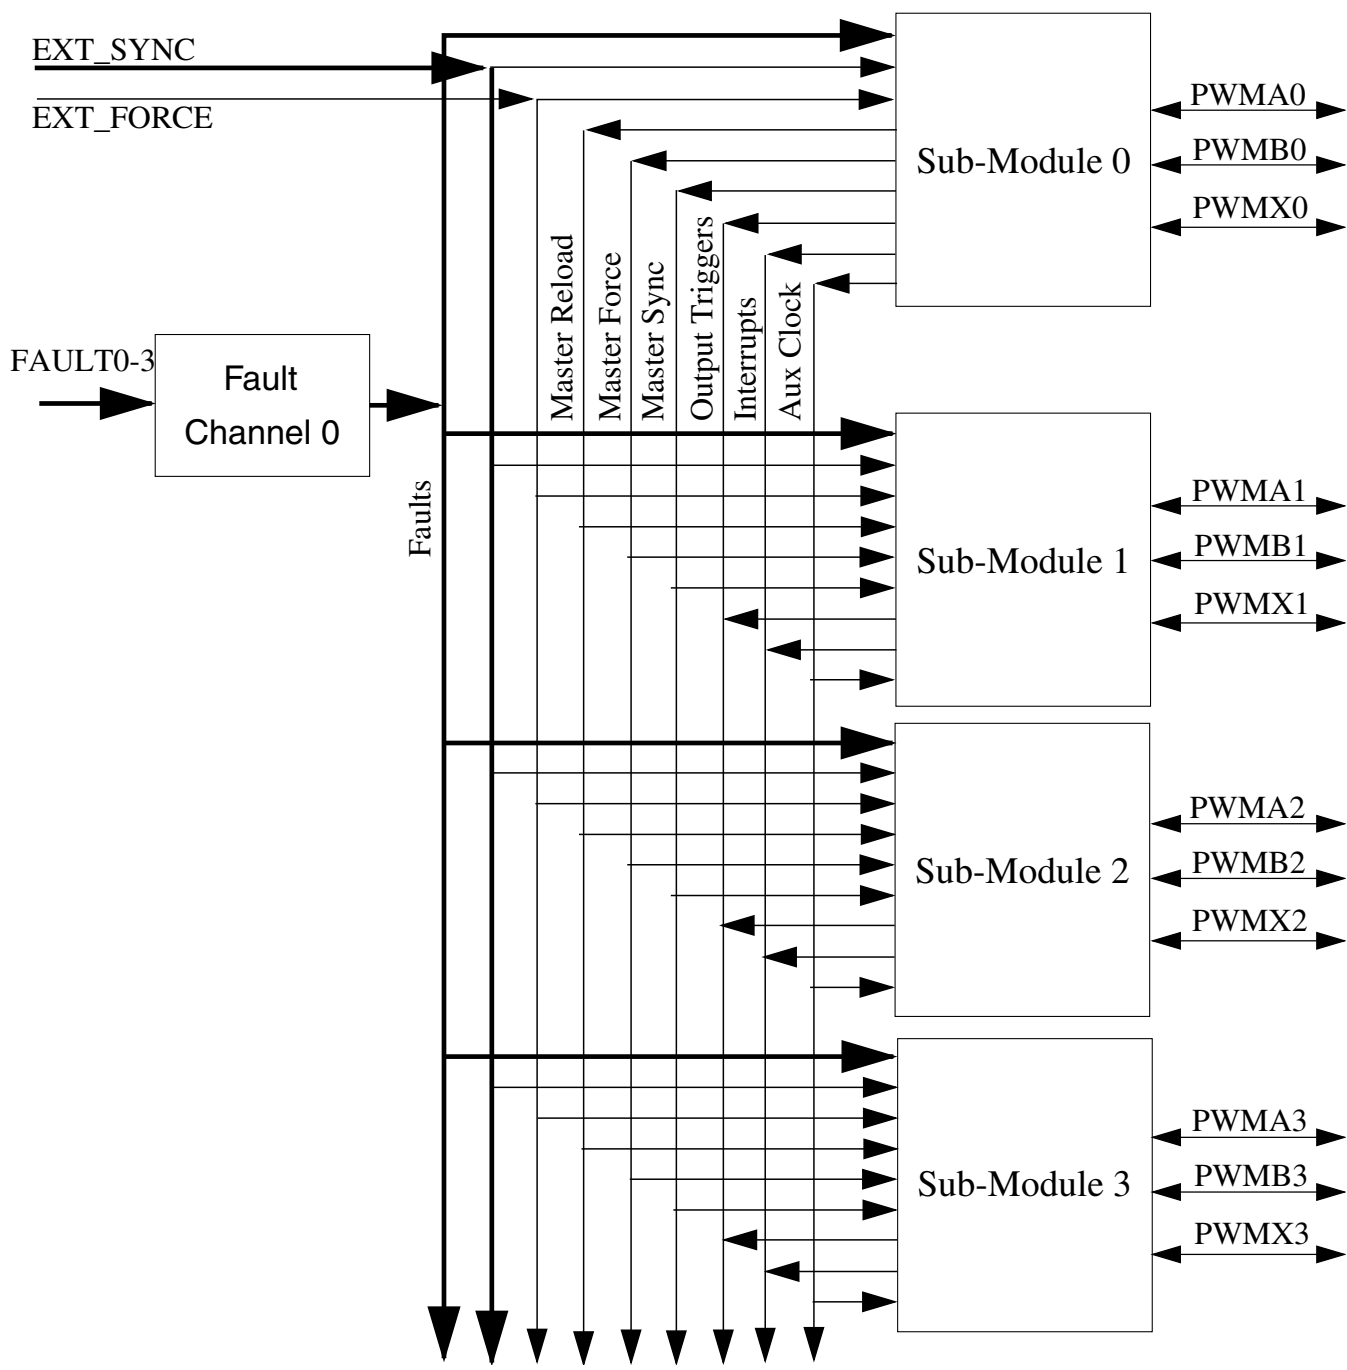 EXT_SYNC
EXT_FORCE
PWMA0
PWMB0
PWMX0
Sub-Module 0
Master Reload
Master Force
Master Sync
Output Triggers
Interrupts
Aux Clock
FAULT0-3
Fault
Channel 0
Faults
PWMA1
PWMB1
PWMX1
Sub-Module 1
PWMA2
PWMB2
PWMX2
Sub-Module 2
PWMA3
PWMB3
PWMX3
Sub-Module 3